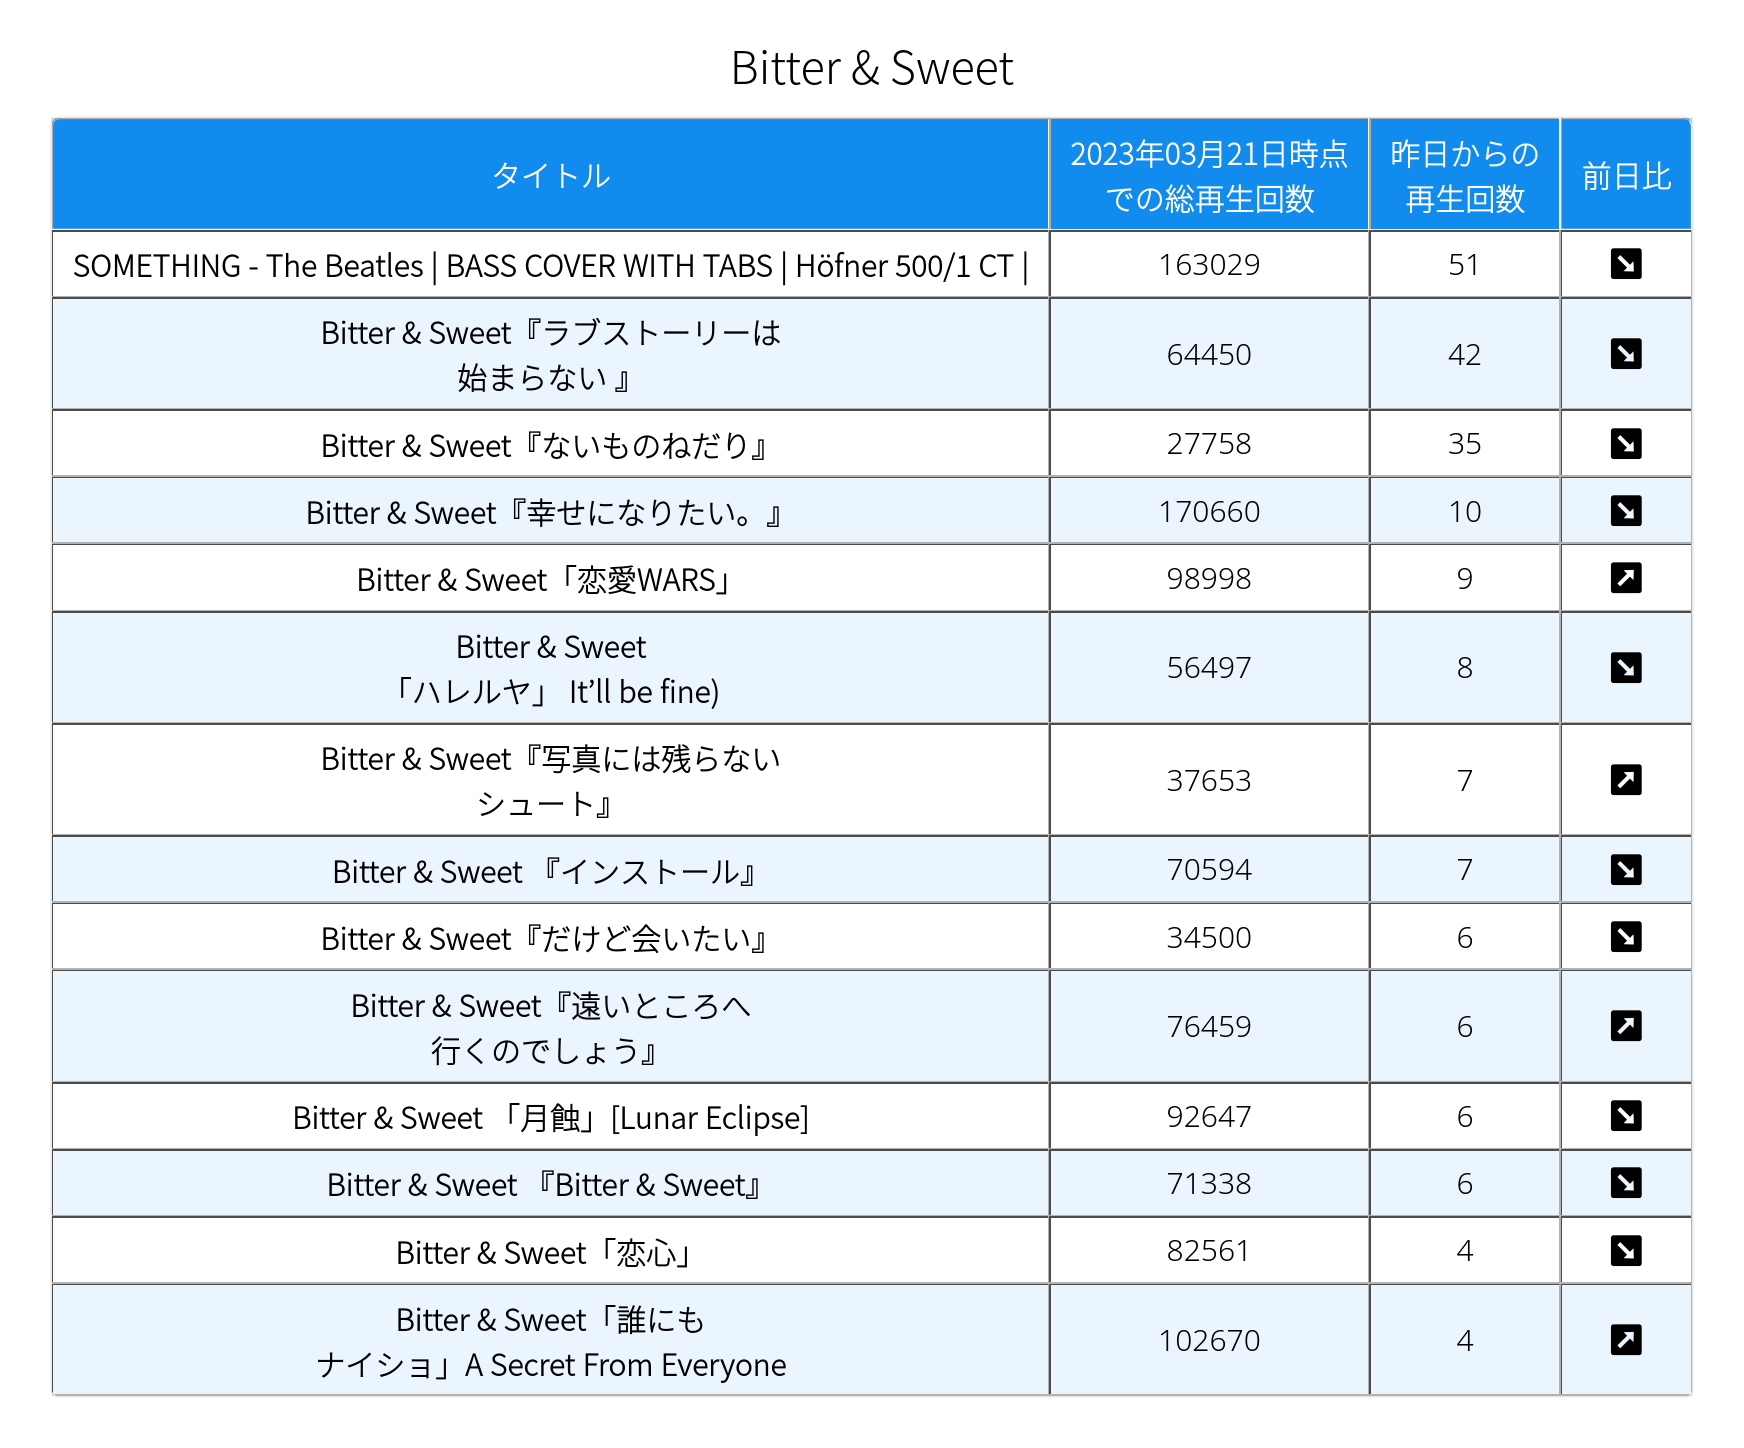 Bitter & Sweet
タイトル
2023年03月21日時点
での総再生回数
昨日からの
再生回数
前日比
SOMETHING - The Beatles | BASS COVER WITH TABS | Höfner 500/1 CT |
163029
51
Bitter & Sweet『ラブストーリーは
始まらない 』
64450
42
Bitter & Sweet『ないものねだり』
27758
35
Bitter & Sweet『幸せになりたい。』
170660
10
Bitter & Sweet「恋愛WARS」
98998
9
Bitter & Sweet
「ハレルヤ」 It’ll be fine)
56497
8
Bitter & Sweet『写真には残らない
シュート』
37653
7
Bitter & Sweet 『インストール』
70594
7
Bitter & Sweet『だけど会いたい』
34500
6
Bitter & Sweet『遠いところへ
行くのでしょう』
76459
6
Bitter & Sweet 「月蝕」[Lunar Eclipse]
92647
6
Bitter & Sweet 『Bitter & Sweet』
71338
6
Bitter & Sweet「恋心」
82561
4
Bitter & Sweet「誰にも
ナイショ」A Secret From Everyone
102670
4